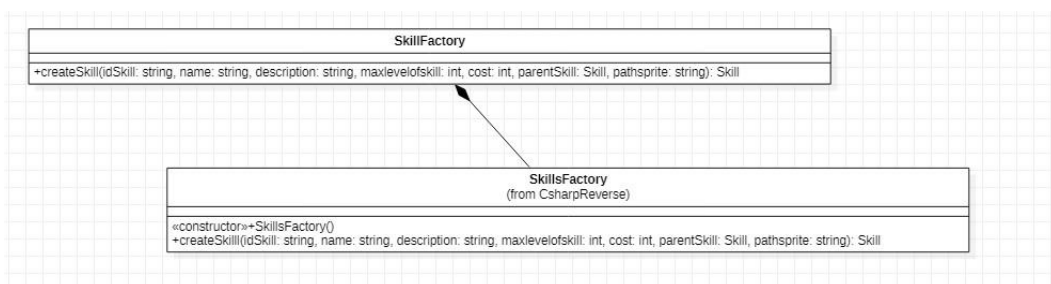 SkillFactory
+createSkill(idSkill: string, name: string, description: string, maxlevelofskill: int, cost: int, parentSkill: Skill, pathsprite: string): Skill
SkillsFactory
(from CsharpReverse)
«constructor»+SkillsFactory()
+createSkilll(idSkill: string, name: string, description: string, maxlevelofskill: int, cost: int, parentSkill: Skill, pathsprite: string): Skill